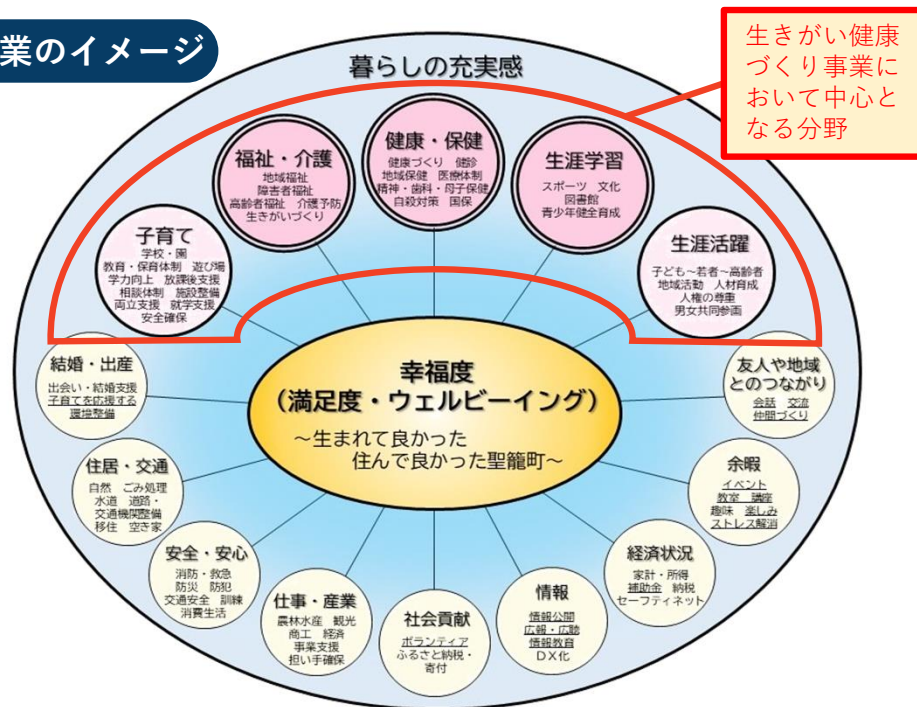 業のイメージ
生きがい健康
づくり事業に
おいて中心と
なる分野
暮らしの充実感
福祉・介護
地域福祉
障害者福祉
高齢者福祉 介護予防
生きがいづくり
健康・保健
健康づくり 健診
地域保健 医療体制
精神・歯科・母子保健
自殺対策 国保
生涯学習
スポーツ 文化
図書館
青少年健全育成
子育て
学校・園
教育・保育体制 遊び場
学力向上 放課後支援
相談体制 施設整備
両立支援 就学支援
安全確保
生涯活躍
子ども～若者～高齢者
地域活動 人材育成
人権の尊重
男女共同参画
結婚・出産
出会い・結婚支援
子育てを応援する
環境整備
幸福度
（満足度・ウェルビーイング）
～生まれて良かった
住んで良かった聖籠町～
友人や地域
とのつながり
会話 交流
仲間づくり
住居・交通
自然 ごみ処理
水道 道路・
交通機関整備
移住 空き家
余暇
イベント
教室 講座
趣味 楽しみ
ストレス解消
安全・安心
消防・救急
防災 防犯
交通安全 訓練
消費生活
仕事・産業
農林水産 観光
商工 経済
事業支援
担い手確保
社会貢献
ボランティア
ふるさと納税・
寄付
情報
情報公開
広報・広聴
情報教育
DX化
経済状況
家計・所得
補助金 納税
セーフティネット